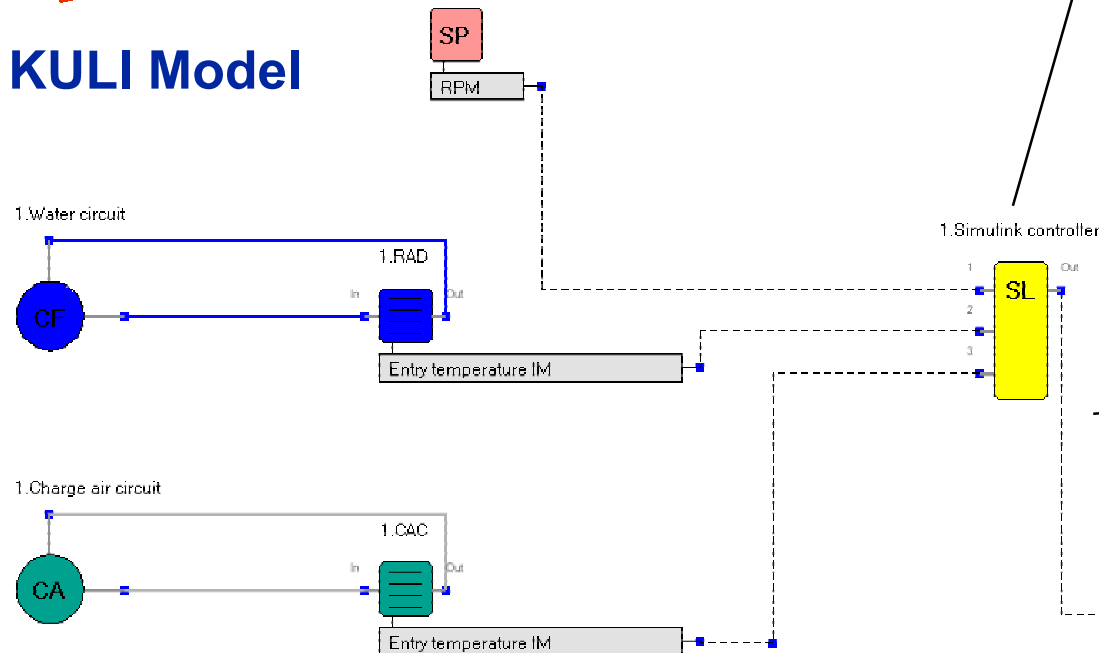 SP
KULI Model
RPM
1.Water circuit
1.Simulink controller
1.RAD
1
Out
In
Out
SL
CF
2
3
Entry temperature IM
1.Charge air circuit
1.CAC
In
Out
CA
Entry temperature IM